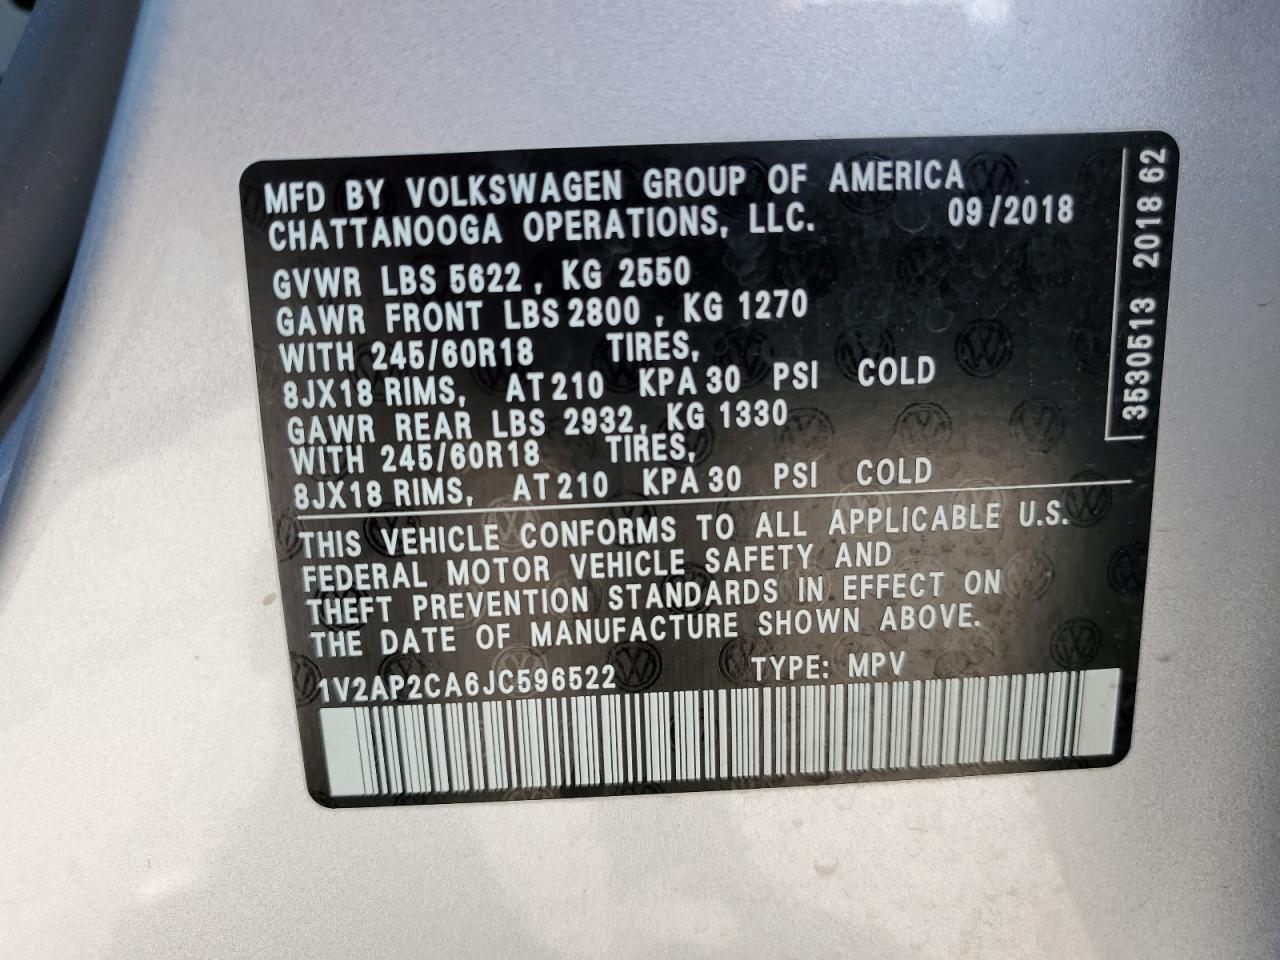 MFD BY VOLKSWAGEN GROUP OF AMERICA
CHATTANOOGA OPERATIONS, LLC. 09/2018
GVWR LBS 5622 , KG 2550
GAWR FRONT LBS 2800 , KG 1270
WITH 245/60R18 TIRES,
8JX18 RIMS, AT 210 KPA 30 PSI COLD
GAWR REAR LBS 2932, KG 1330
WITH 245/60R18 TIRES,
8JX18 RIMS, AT 210 KPA 30 PSI COLD
THIS VEHICLE CONFORMS TO ALL APPLICABLE U.S.
FEDERAL MOTOR VEHICLE SAFETY AND
THEFT PREVENTION STANDARDS IN EFFECT ON
THE DATE OF MANUFACTURE SHOWN ABOVE.
1V2AP2CA6JC596522 TYPE: MPV
3530513 2018 62